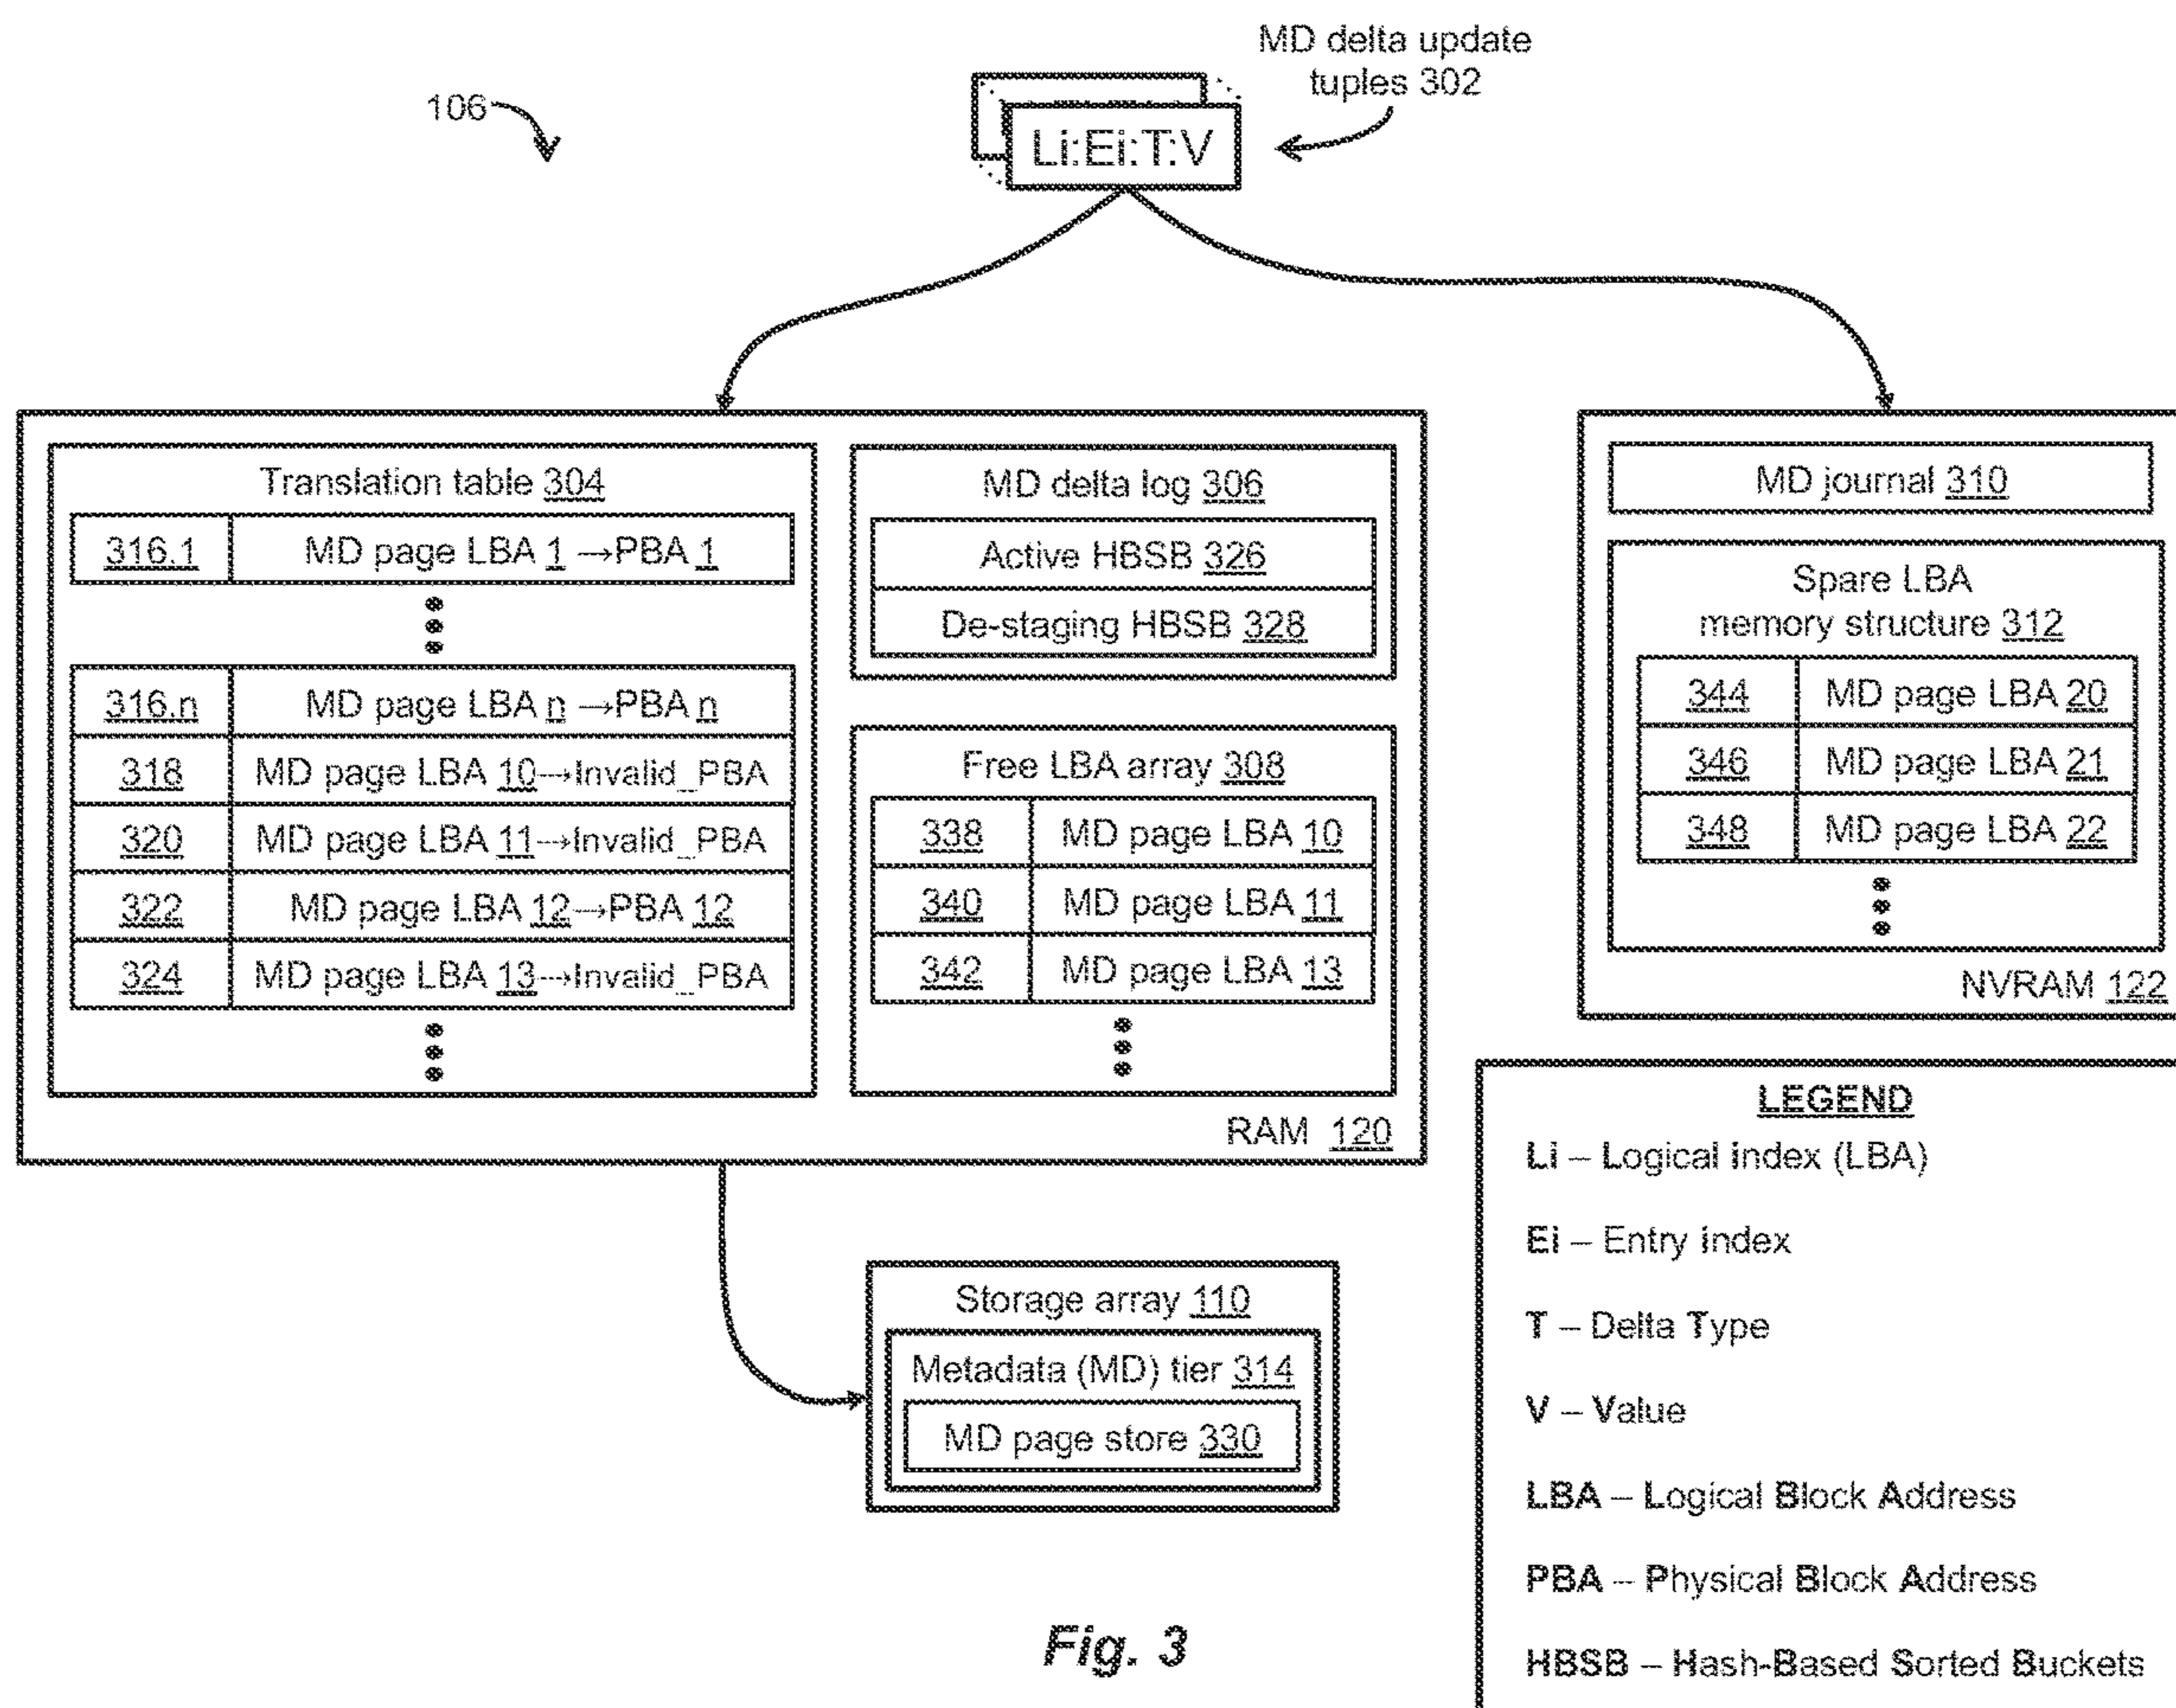 MD delta update
tuples 302
106
Li:Ei:T:V
Translation table 304
316.1 MD page LBA 1 →PBA 1
316.n MD page LBA n →PBA n
318 MD page LBA 10→Invalid_PBA
320 MD page LBA 11→Invalid_PBA
322 MD page LBA 12→PBA 12
324 MD page LBA 13→Invalid_PBA
MD delta log 306
Active HBSB 326
De-staging HBSB 328
Free LBA array 308
338 MD page LBA 10
340 MD page LBA 11
342 MD page LBA 13
RAM 120
MD journal 310
Spare LBA
memory structure 312
344 MD page LBA 20
346 MD page LBA 21
348 MD page LBA 22
NVRAM 122
Storage array 110
Metadata (MD) tier 314
MD page store 330
LEGEND
Li – Logical index (LBA)
Ei – Entry index
T – Delta Type
V – Value
LBA – Logical Block Address
PBA – Physical Block Address
HBSB – Hash-Based Sorted Buckets
Fig. 3